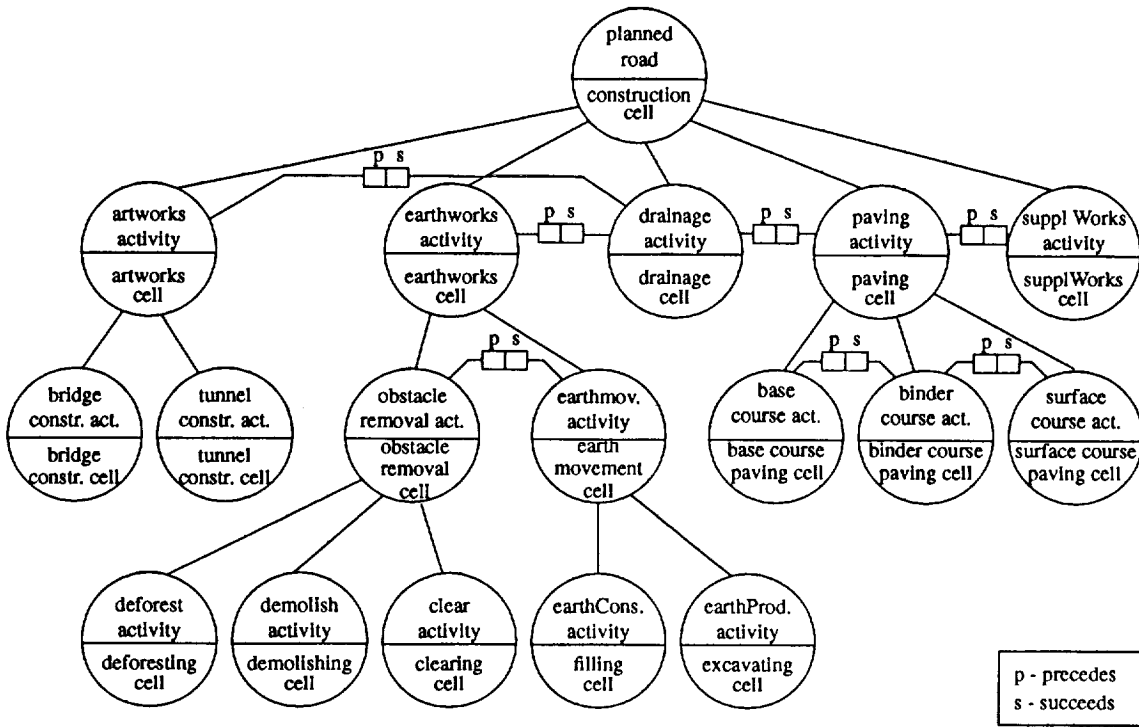 planned
road
construction
cell
p s
artworks
activity
artworks
cell
earthworks
activity
earthworks
cell
p s
drainage
activity
drainage
cell
p s
paving
activity
paving
cell
p s
suppl Works
activity
supplWorks
cell
bridge
constr. act.
bridge
constr. cell
tunnel
constr. act.
tunnel
constr. cell
obstacle
removal act.
obstacle
removal
cell
p s
earthmov.
activity
earth
movement
cell
base
course act.
base course
paving cell
p s
binder
course act.
binder course
paving cell
p s
surface
course act.
surface course
paving cell
deforest
activity
deforesting
cell
demolish
activity
demolishing
cell
clear
activity
clearing
cell
earthCons.
activity
filling
cell
earthProd.
activity
excavating
cell
p - precedes
s - succeeds